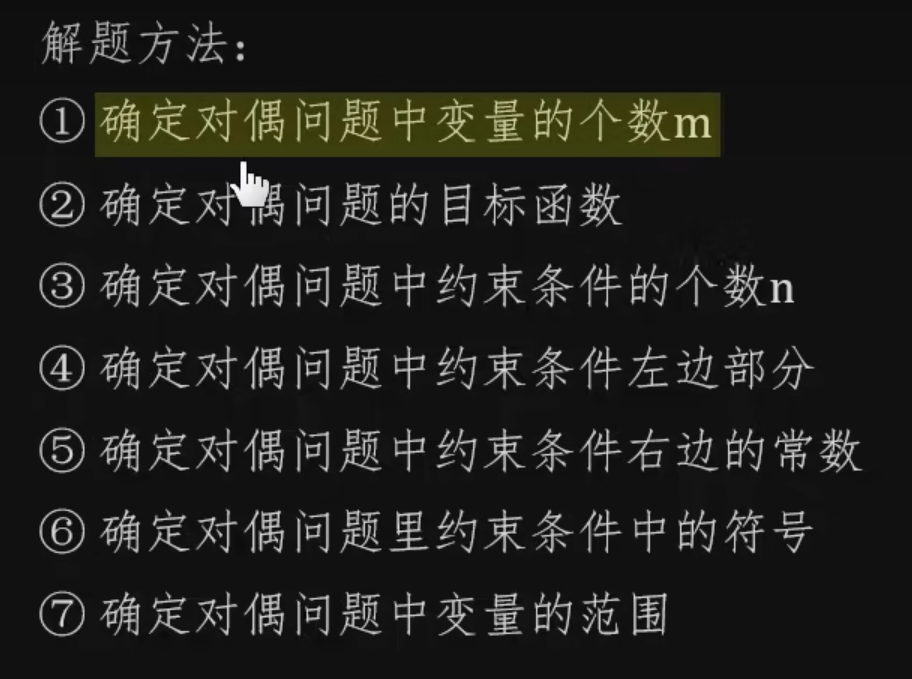 解题方法：
① 确定对偶问题中变量的个数m
② 确定对偶问题的目标函数
③ 确定对偶问题中约束条件的个数n
④ 确定对偶问题中约束条件左边部分
⑤ 确定对偶问题中约束条件右边的常数
⑥ 确定对偶问题里约束条件中的符号
⑦ 确定对偶问题中变量的范围